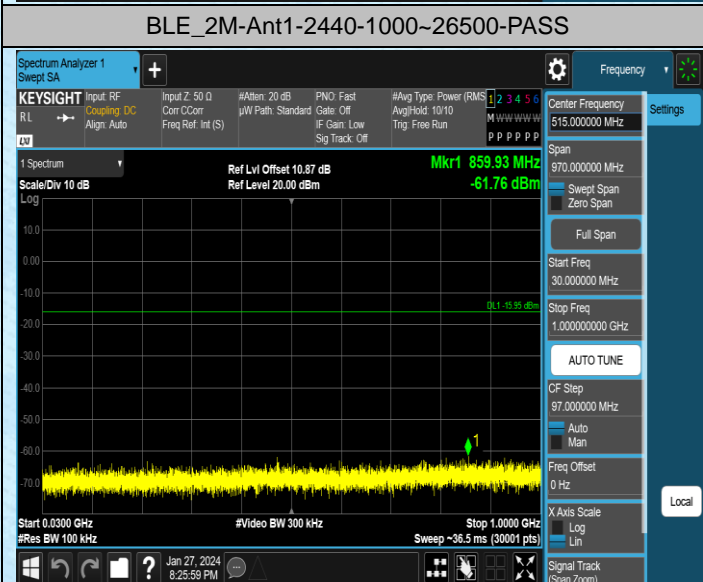 BLE_2M-Ant1-2440-1000~26500-PASS
Spectrum Analyzer 1
Swept SA
Frequency
KEYSIGHT
RL
LXI
Input: RF
Coupling: DC
Align: Auto
Input Z: 50 Ω
Corr CCorr
Freq Ref: Int (S)
#Atten: 20 dB
µW Path: Standard
PNO: Fast
Gate: Off
IF Gain: Low
Sig Track: Off
#Avg Type: Power (RMS
Avg|Hold: 10/10
Trig: Free Run
1 2 3 4 5 6
M W W W W W
P P P P P P
1 Spectrum
Scale/Div 10 dB
Log
Ref Lvl Offset 10.87 dB
Ref Level 20.00 dBm
Mkr1 859.93 MHz
-61.76 dBm
10.0
0.00
-10.0
DL1 -15.95 dBm
-20.0
-30.0
-40.0
-50.0
-60.0
1
-70.0
Start 0.0300 GHz
#Res BW 100 kHz
#Video BW 300 kHz
Stop 1.0000 GHz
Sweep ~36.5 ms (30001 pts)
Center Frequency
515.000000 MHz
Settings
Span
970.000000 MHz
Swept Span
Zero Span
Full Span
Start Freq
30.000000 MHz
Stop Freq
1.000000000 GHz
AUTO TUNE
CF Step
97.000000 MHz
Auto
Man
Freq Offset
0 Hz
X Axis Scale
Log
Lin
Local
Signal Track
(Span Zoom)
?
Jan 27, 2024
8:25:59 PM